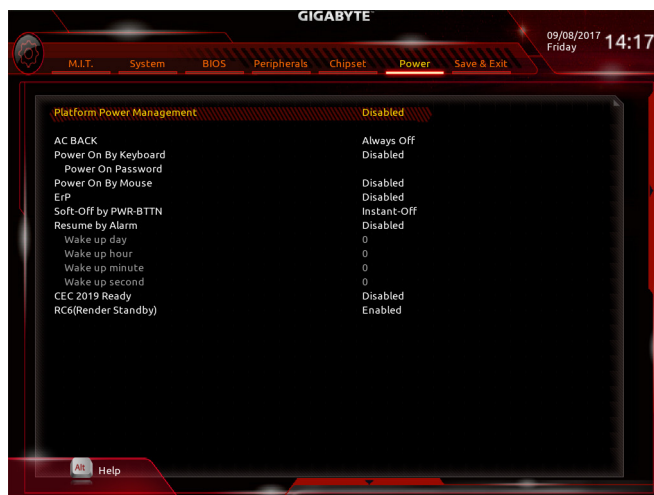 GIGABYTE™
09/08/2017
Friday
14:17
M.I.T. System BIOS Peripherals Chipset Power Save & Exit
Platform Power Management Disabled
AC BACK Always Off
Power On By Keyboard Disabled
Power On Password
Power On By Mouse Disabled
ErP Disabled
Soft-Off by PWR-BTTN Instant-Off
Resume by Alarm Disabled
Wake up day 0
Wake up hour 0
Wake up minute 0
Wake up second 0
CEC 2019 Ready Disabled
RC6(Render Standby) Enabled
Alt Help